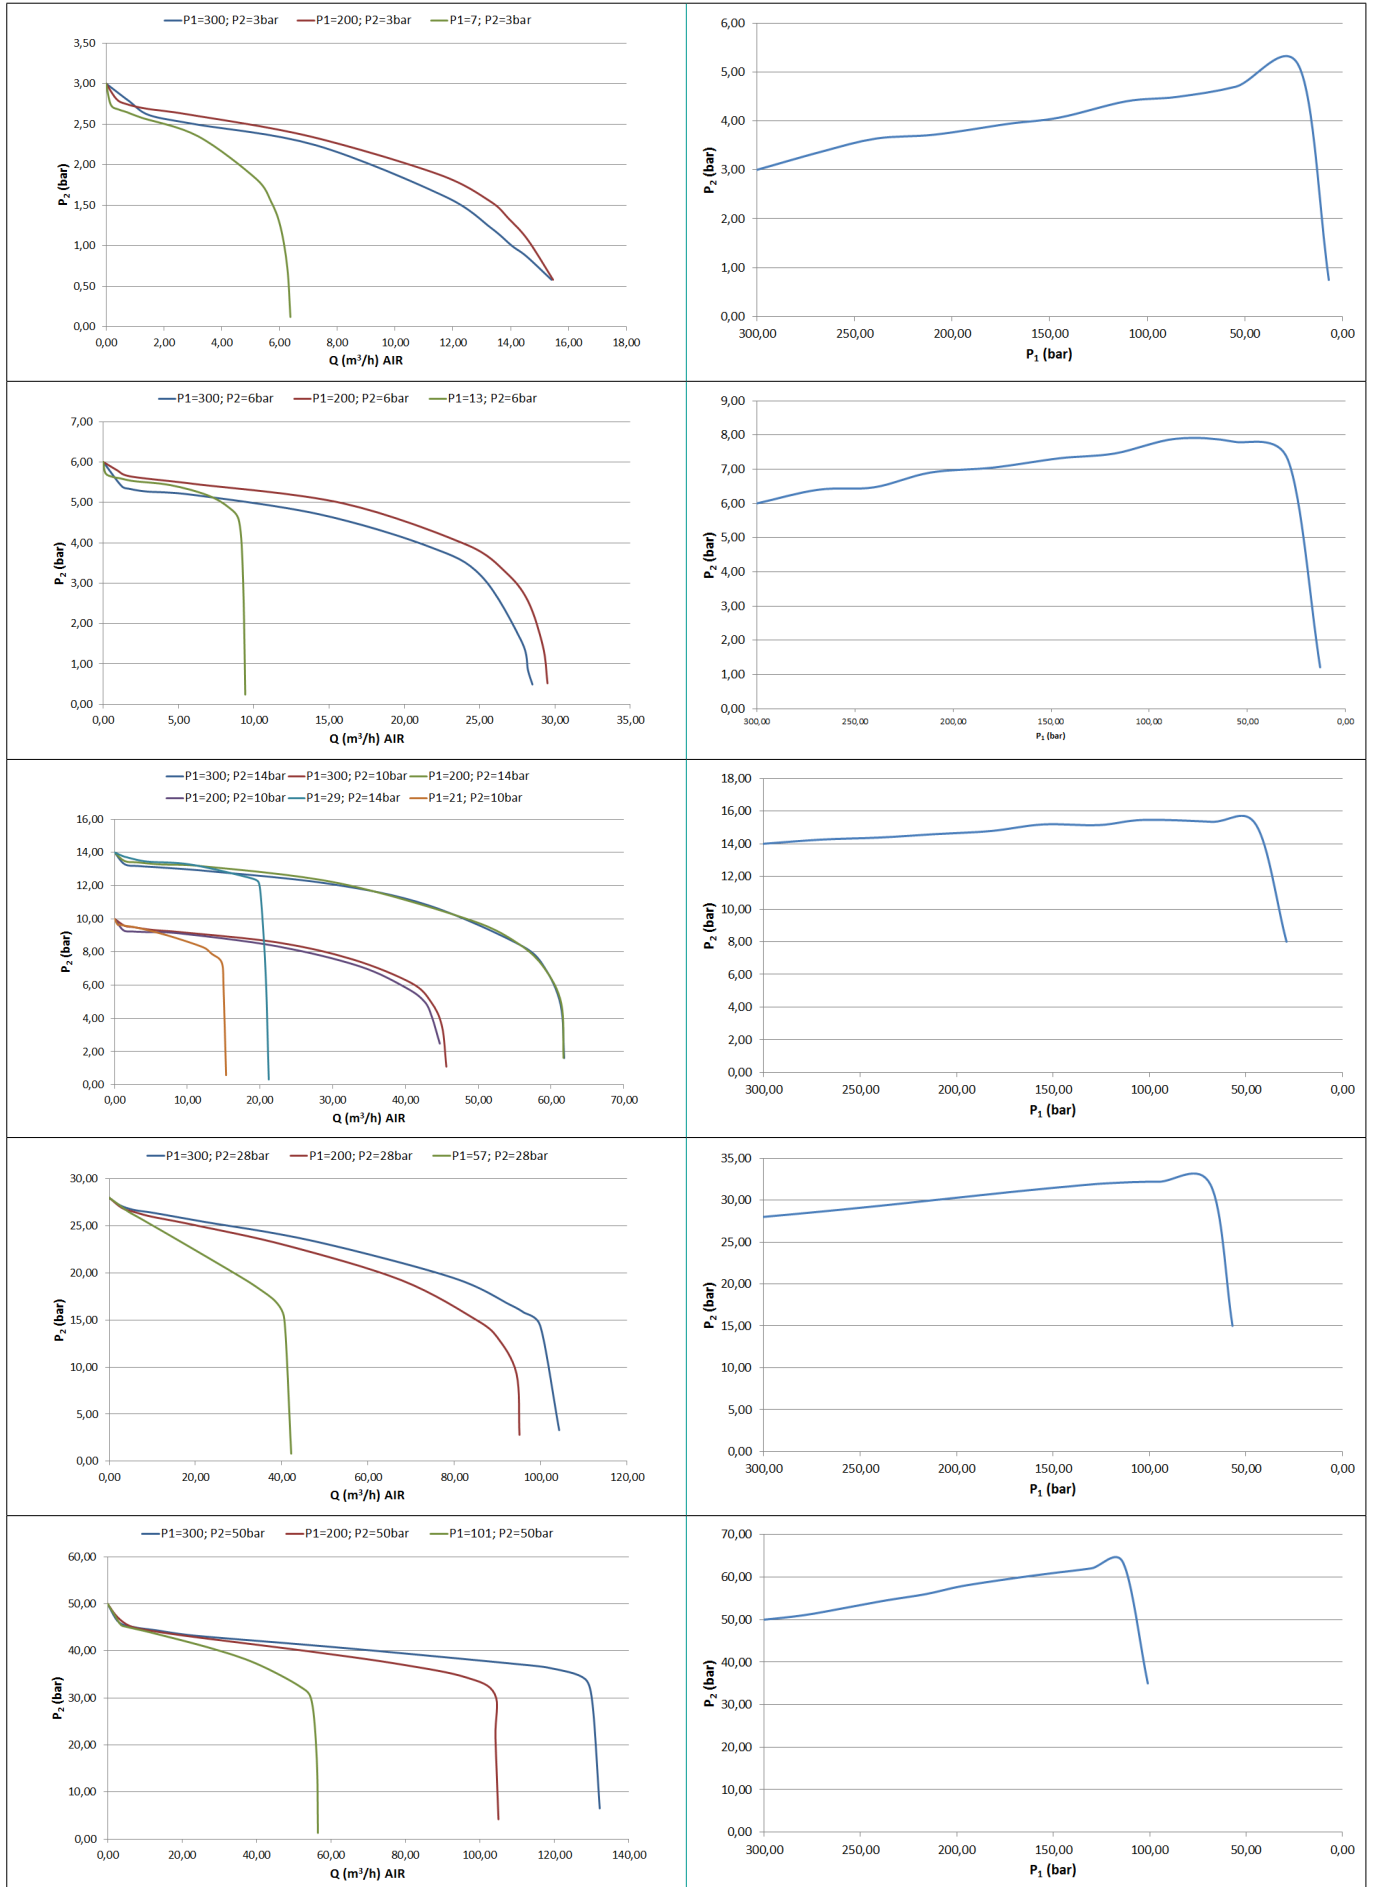 P1=300; P2=3bar P1=200; P2=3bar P1=7; P2=3bar
3,50
3,00
2,50
2,00
1,50
1,00
0,50
0,00
P2 (bar)
0,00 2,00 4,00 6,00 8,00 10,00 12,00 14,00 16,00 18,00
Q (m³/h) AIR
6,00
5,00
4,00
3,00
2,00
1,00
0,00
P2 (bar)
300,00 250,00 200,00 150,00 100,00 50,00 0,00
P1 (bar)
P1=300; P2=6bar P1=200; P2=6bar P1=13; P2=6bar
7,00
6,00
5,00
4,00
3,00
2,00
1,00
0,00
P2 (bar)
0,00 5,00 10,00 15,00 20,00 25,00 30,00 35,00
Q (m³/h) AIR
9,00
8,00
7,00
6,00
5,00
4,00
3,00
2,00
1,00
0,00
P2 (bar)
300,00 250,00 200,00 150,00 100,00 50,00 0,00
P1 (bar)
P1=300; P2=14bar P1=300; P2=10bar P1=200; P2=14bar
P1=200; P2=10bar P1=29; P2=14bar P1=21; P2=10bar
16,00
14,00
12,00
10,00
8,00
6,00
4,00
2,00
0,00
P2 (bar)
0,00 10,00 20,00 30,00 40,00 50,00 60,00 70,00
Q (m³/h) AIR
18,00
16,00
14,00
12,00
10,00
8,00
6,00
4,00
2,00
0,00
P2 (bar)
300,00 250,00 200,00 150,00 100,00 50,00 0,00
P1 (bar)
P1=300; P2=28bar P1=200; P2=28bar P1=57; P2=28bar
30,00
25,00
20,00
15,00
10,00
5,00
0,00
P2 (bar)
0,00 20,00 40,00 60,00 80,00 100,00 120,00
Q (m³/h) AIR
35,00
30,00
25,00
20,00
15,00
10,00
5,00
0,00
P2 (bar)
300,00 250,00 200,00 150,00 100,00 50,00 0,00
P1 (bar)
P1=300; P2=50bar P1=200; P2=50bar P1=101; P2=50bar
60,00
50,00
40,00
30,00
20,00
10,00
0,00
P2 (bar)
0,00 20,00 40,00 60,00 80,00 100,00 120,00 140,00
Q (m³/h) AIR
70,00
60,00
50,00
40,00
30,00
20,00
10,00
0,00
P2 (bar)
300,00 250,00 200,00 150,00 100,00 50,00 0,00
P1 (bar)